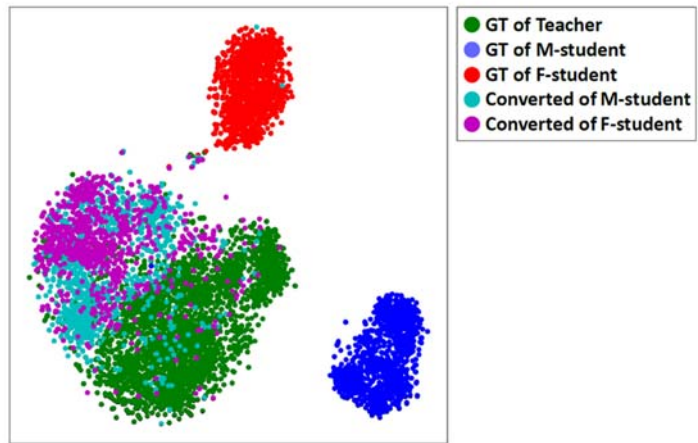 GT of Teacher
GT of M-student
GT of F-student
Converted of M-student
Converted of F-student